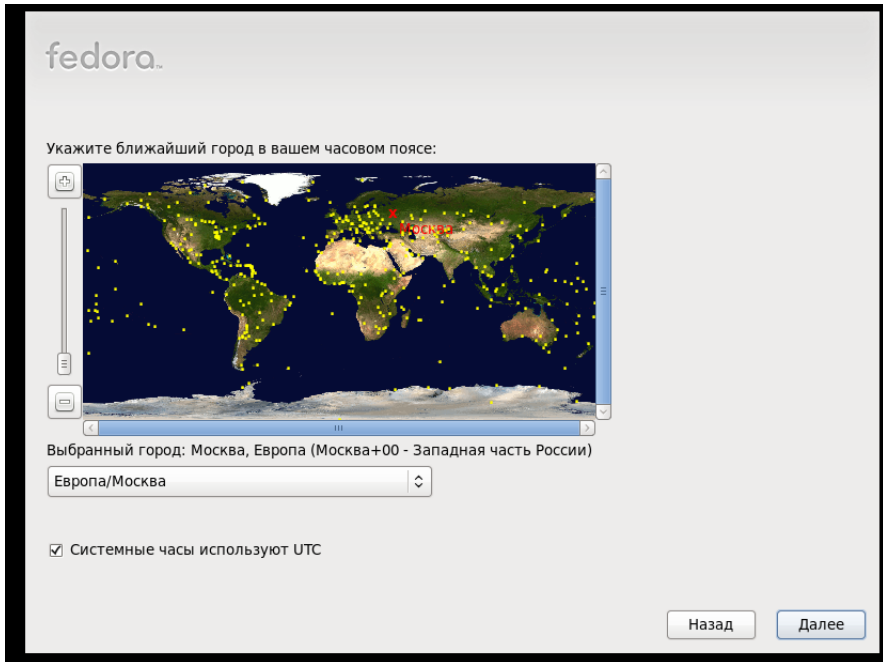 fedora™
Укажите ближайший город в вашем часовом поясе:
Москва
Выбранный город: Москва, Европа (Москва+00 - Западная часть России)
Европа/Москва
Системные часы используют UTC
Назад
Далее